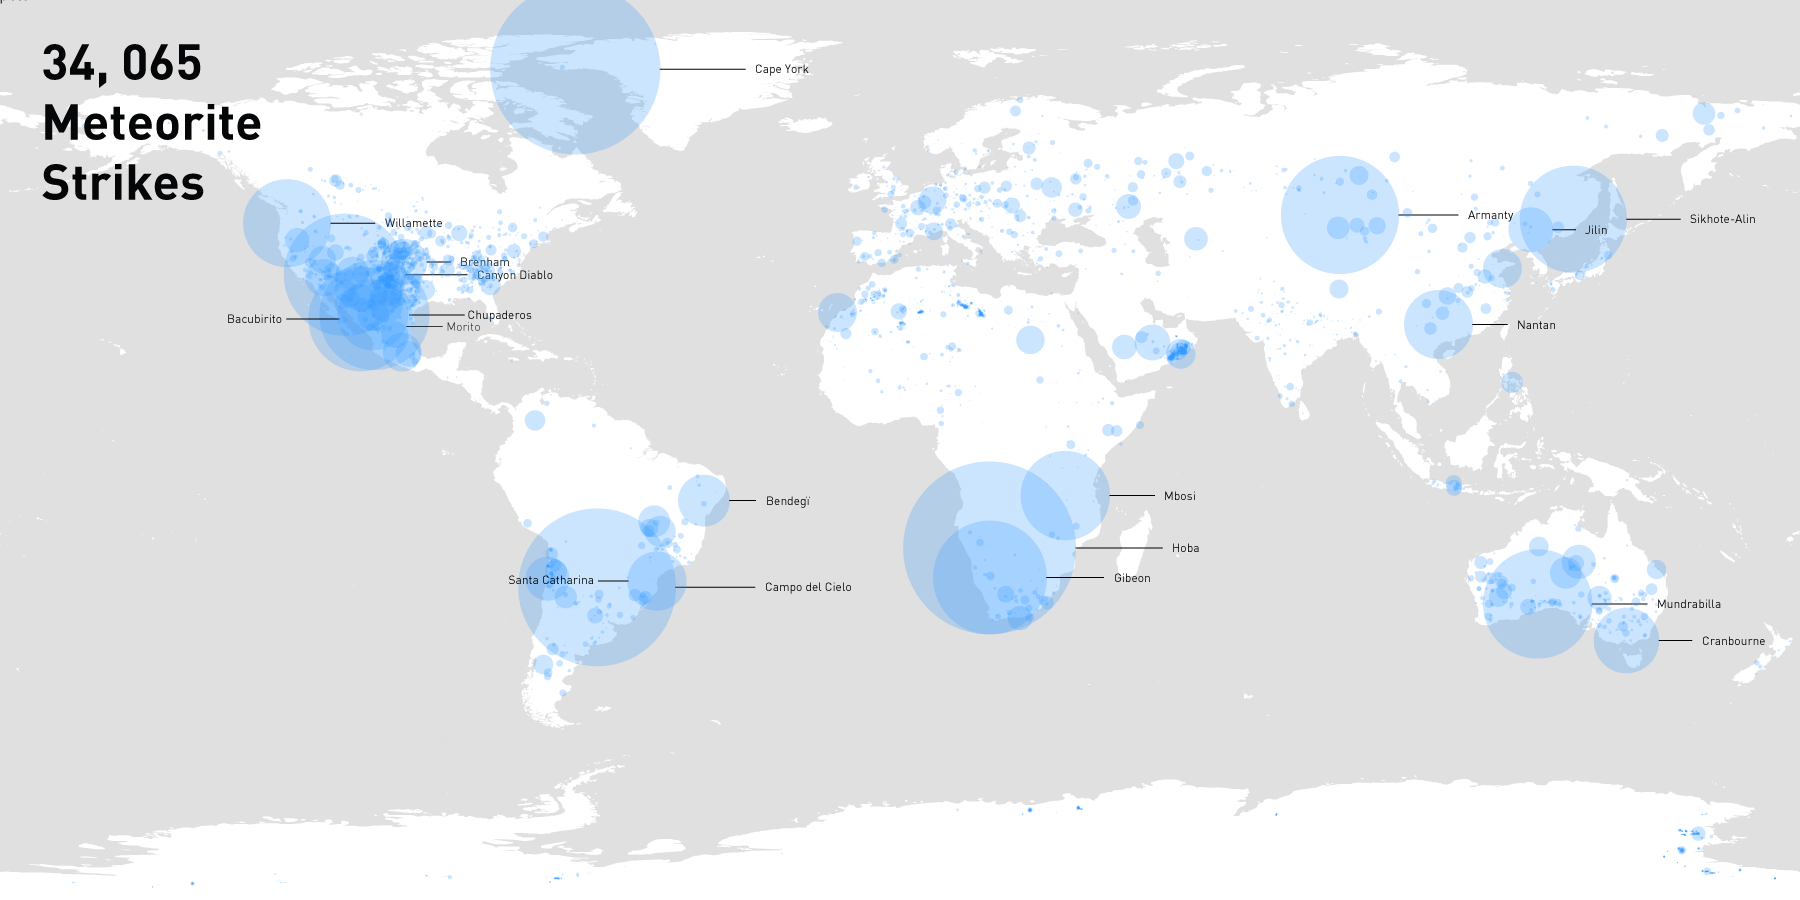 34, 065
Meteorite
Strikes
Cape York
Willamette
Brenham
Canyon Diablo
Bacubirito
Chupaderos
Morito
Armanty
Sikhote-Alin
Jilin
Nantan
Bendegï
Mbosi
Hoba
Gibeon
Santa Catharina
Campo del Cielo
Mundrabilla
Cranbourne